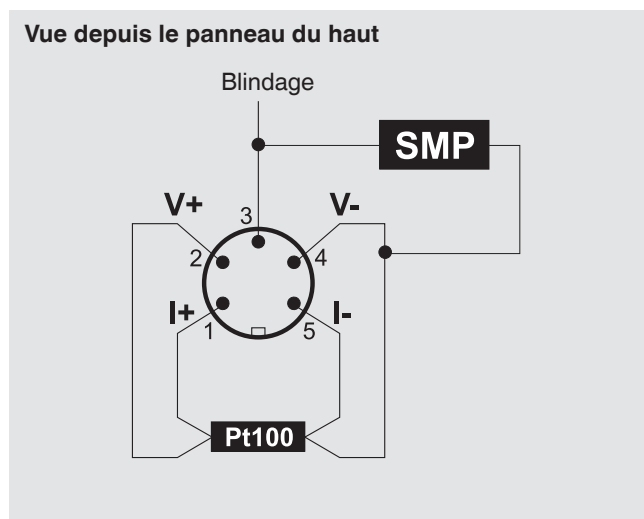 Vue depuis le panneau du haut
Blindage
SMP
V+
3
V-
2
4
I+
I-
1
5
Pt100